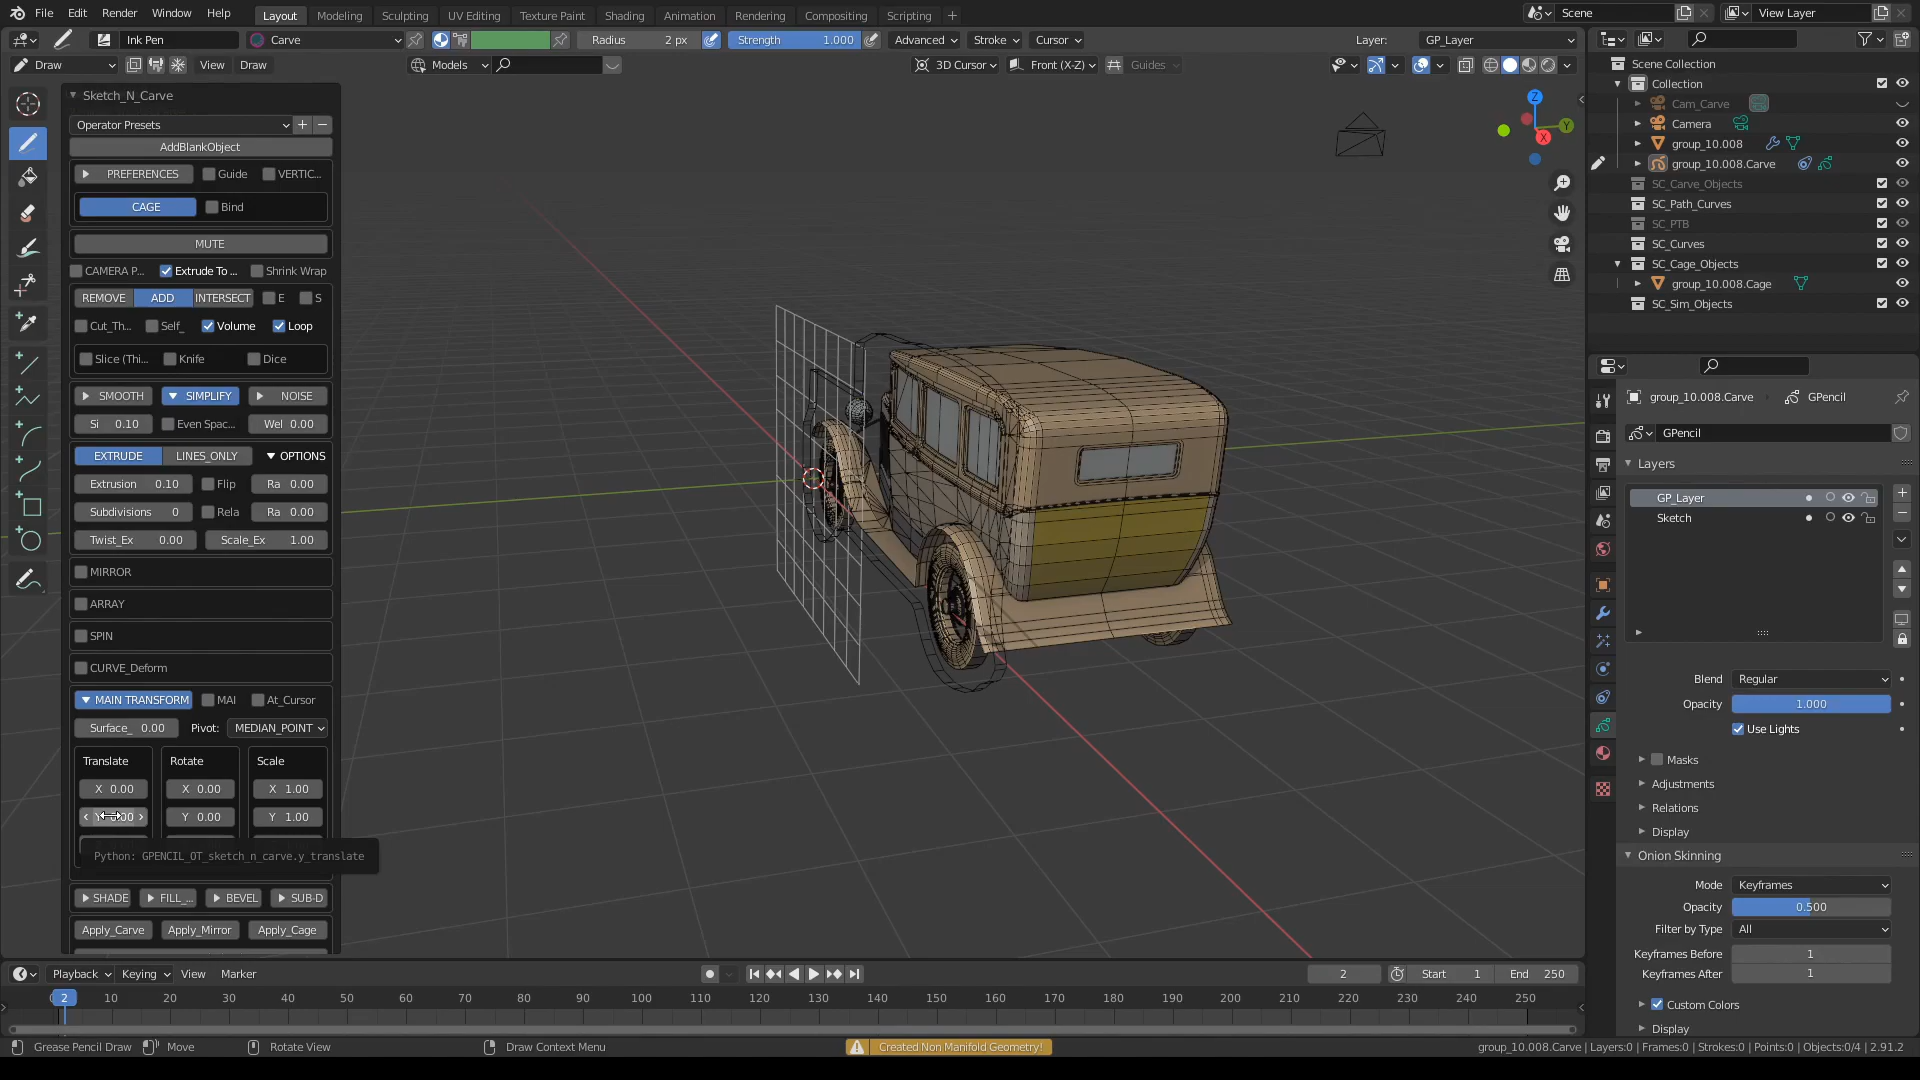 File Edit Render Window Help Layout Modeling Sculpting UV Editing Texture Paint Shading Animation Rendering Compositing Scripting + Scene View Layer
Ink Pen Carve Radius 2 px Strength 1.000 Advanced Stroke Cursor Layer: GP_Layer
Draw View Draw Models 3D Cursor Front (X-Z) Guides
Sketch_N_Carve
Operator Presets
AddBlankObject
PREFERENCES Guide VERTIC...
CAGE Bind
MUTE
CAMERA P... Extrude To ... Shrink Wrap
REMOVE ADD INTERSECT E S
Cut_Th... Self_ Volume Loop
Slice (Thi... Knife Dice
SMOOTH SIMPLIFY NOISE
Si 0.10 Even Spac... Wel 0.00
EXTRUDE LINES_ONLY OPTIONS
Extrusion 0.10 Flip Ra 0.00
Subdivisions 0 Rela Ra 0.00
Twist_Ex 0.00 Scale_Ex 1.00
MIRROR
ARRAY
SPIN
CURVE_Deform
MAIN TRANSFORM MAI At_Cursor
Surface_ 0.00 Pivot: MEDIAN_POINT
Translate Rotate Scale
X 0.00 X 0.00 X 1.00
Y 0.00 Y 1.00
Python: GPENCIL_OT_sketch_n_carve.y_translate
SHADE FILL_... BEVEL SUB-D
Apply_Carve Apply_Mirror Apply_Cage
Z
Y
X
Scene Collection
Collection
Cam_Carve
Camera
group_10.008
group_10.008.Carve
SC_Carve_Objects
SC_Path_Curves
SC_PTB
SC_Curves
SC_Cage_Objects
group_10.008.Cage
SC_Sim_Objects
group_10.008.Carve GPencil
GPencil
Layers
GP_Layer
Sketch
Blend Regular
Opacity 1.000
Use Lights
Masks
Adjustments
Relations
Display
Onion Skinning
Mode Keyframes
Opacity 0.500
Filter by Type All
Keyframes Before 1
Keyframes After 1
Custom Colors
Display
Playback Keying View Marker 2 Start 1 End 250
2 10 20 30 40 50 60 70 80 90 100 110 120 130 140 150 160 170 180 190 200 210 220 230 240 250
Grease Pencil Draw Move Rotate View Draw Context Menu Created Non Manifold Geometry! group_10.008.Carve | Layers:0 | Frames:0 | Strokes:0 | Points:0 | Objects:0/4 | 2.91.2